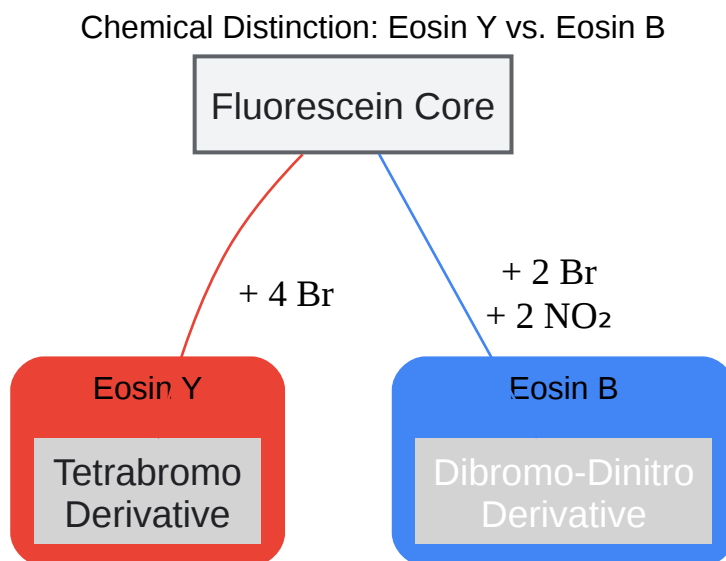 Chemical Distinction: Eosin Y vs. Eosin B
Fluorescein Core
+ 4 Br
+ 2 Br
+ 2 NO₂
Eosin Y
Eosin B
Tetrabromo
Derivative
Dibromo-Dinitro
Derivative